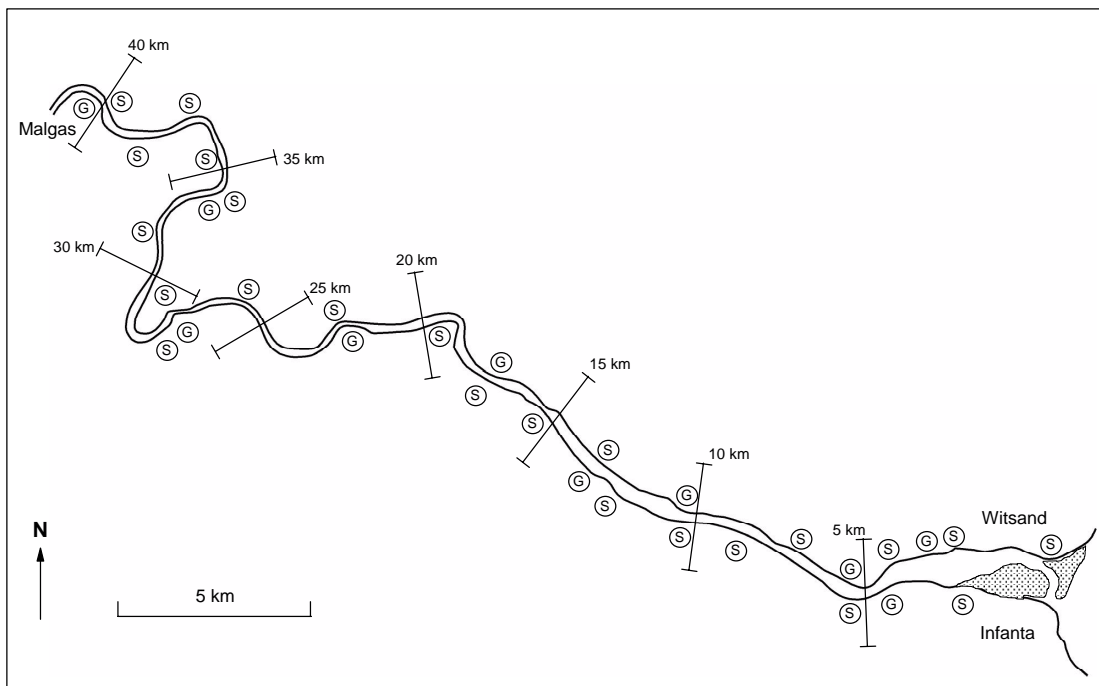 40 km
G S S
Malgas
S S
35 km
G S
S
30 km
20 km
S S 25 km
S
G
S
S G
G 15 km
S
S
S
G 10 km
G S
S
S S
5 km
Witsand
S G S S
G
S G S
Infanta
N
5 km